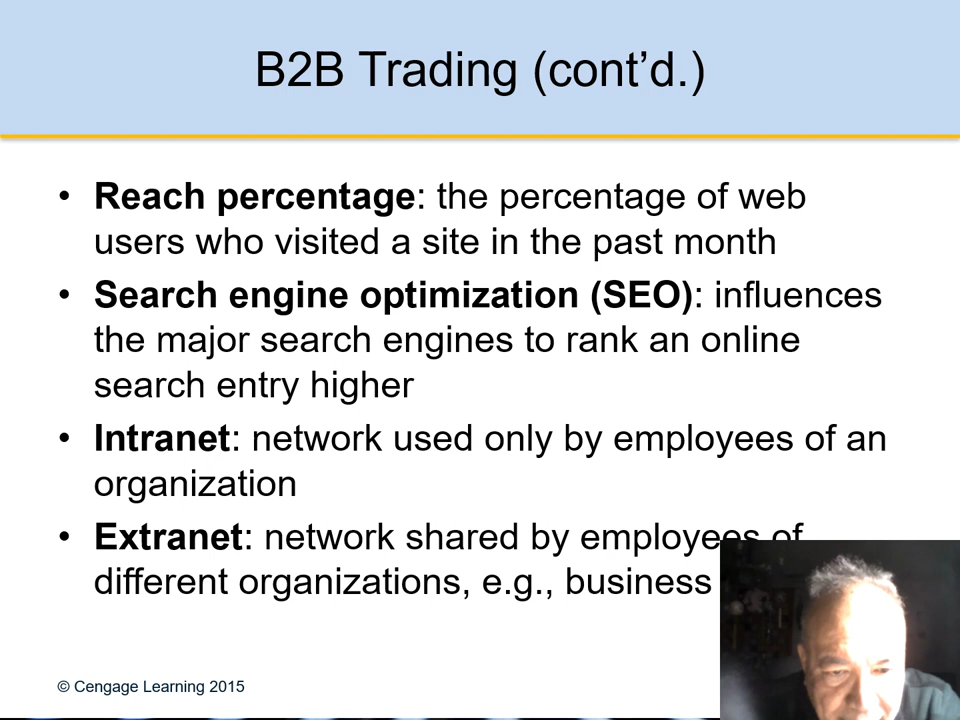 B2B Trading (cont’d.)
• Reach percentage: the percentage of web
users who visited a site in the past month
• Search engine optimization (SEO): influences
the major search engines to rank an online
search entry higher
• Intranet: network used only by employees of an
organization
• Extranet: network shared by employees of
different organizations, e.g., business
© Cengage Learning 2015